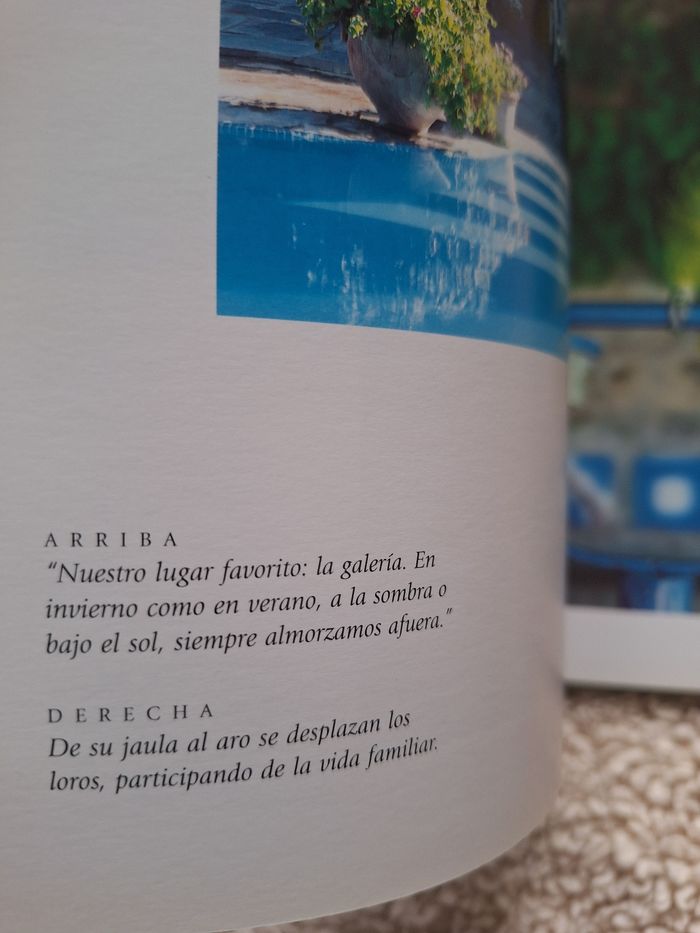 ARRIBA
“Nuestro lugar favorito: la galería. En
invierno como en verano, a la sombra o
bajo el sol, siempre almorzamos afuera.”
DERECHA
De su jaula al aro se desplazan los
loros, participando de la vida familiar.